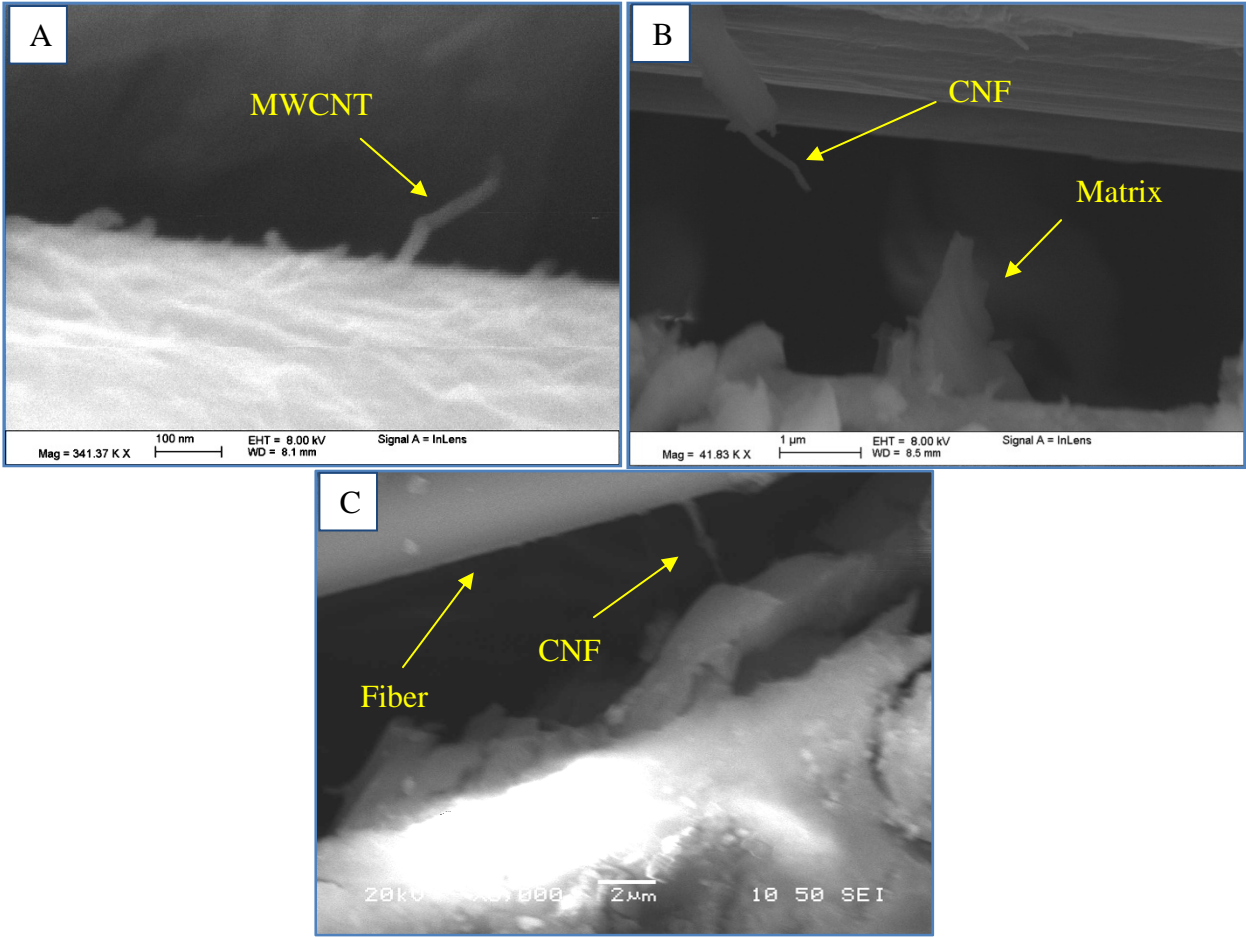 A
MWCNT
100 nm
Mag = 341.37 K X
EHT = 8.00 kV
WD = 8.1 mm
Signal A = InLens
B
CNF
Matrix
1 µm
Mag = 41.83 K X
EHT = 8.00 kV
WD = 8.5 mm
Signal A = InLens
C
CNF
Fiber
20kV
2µm
10 50 SEI